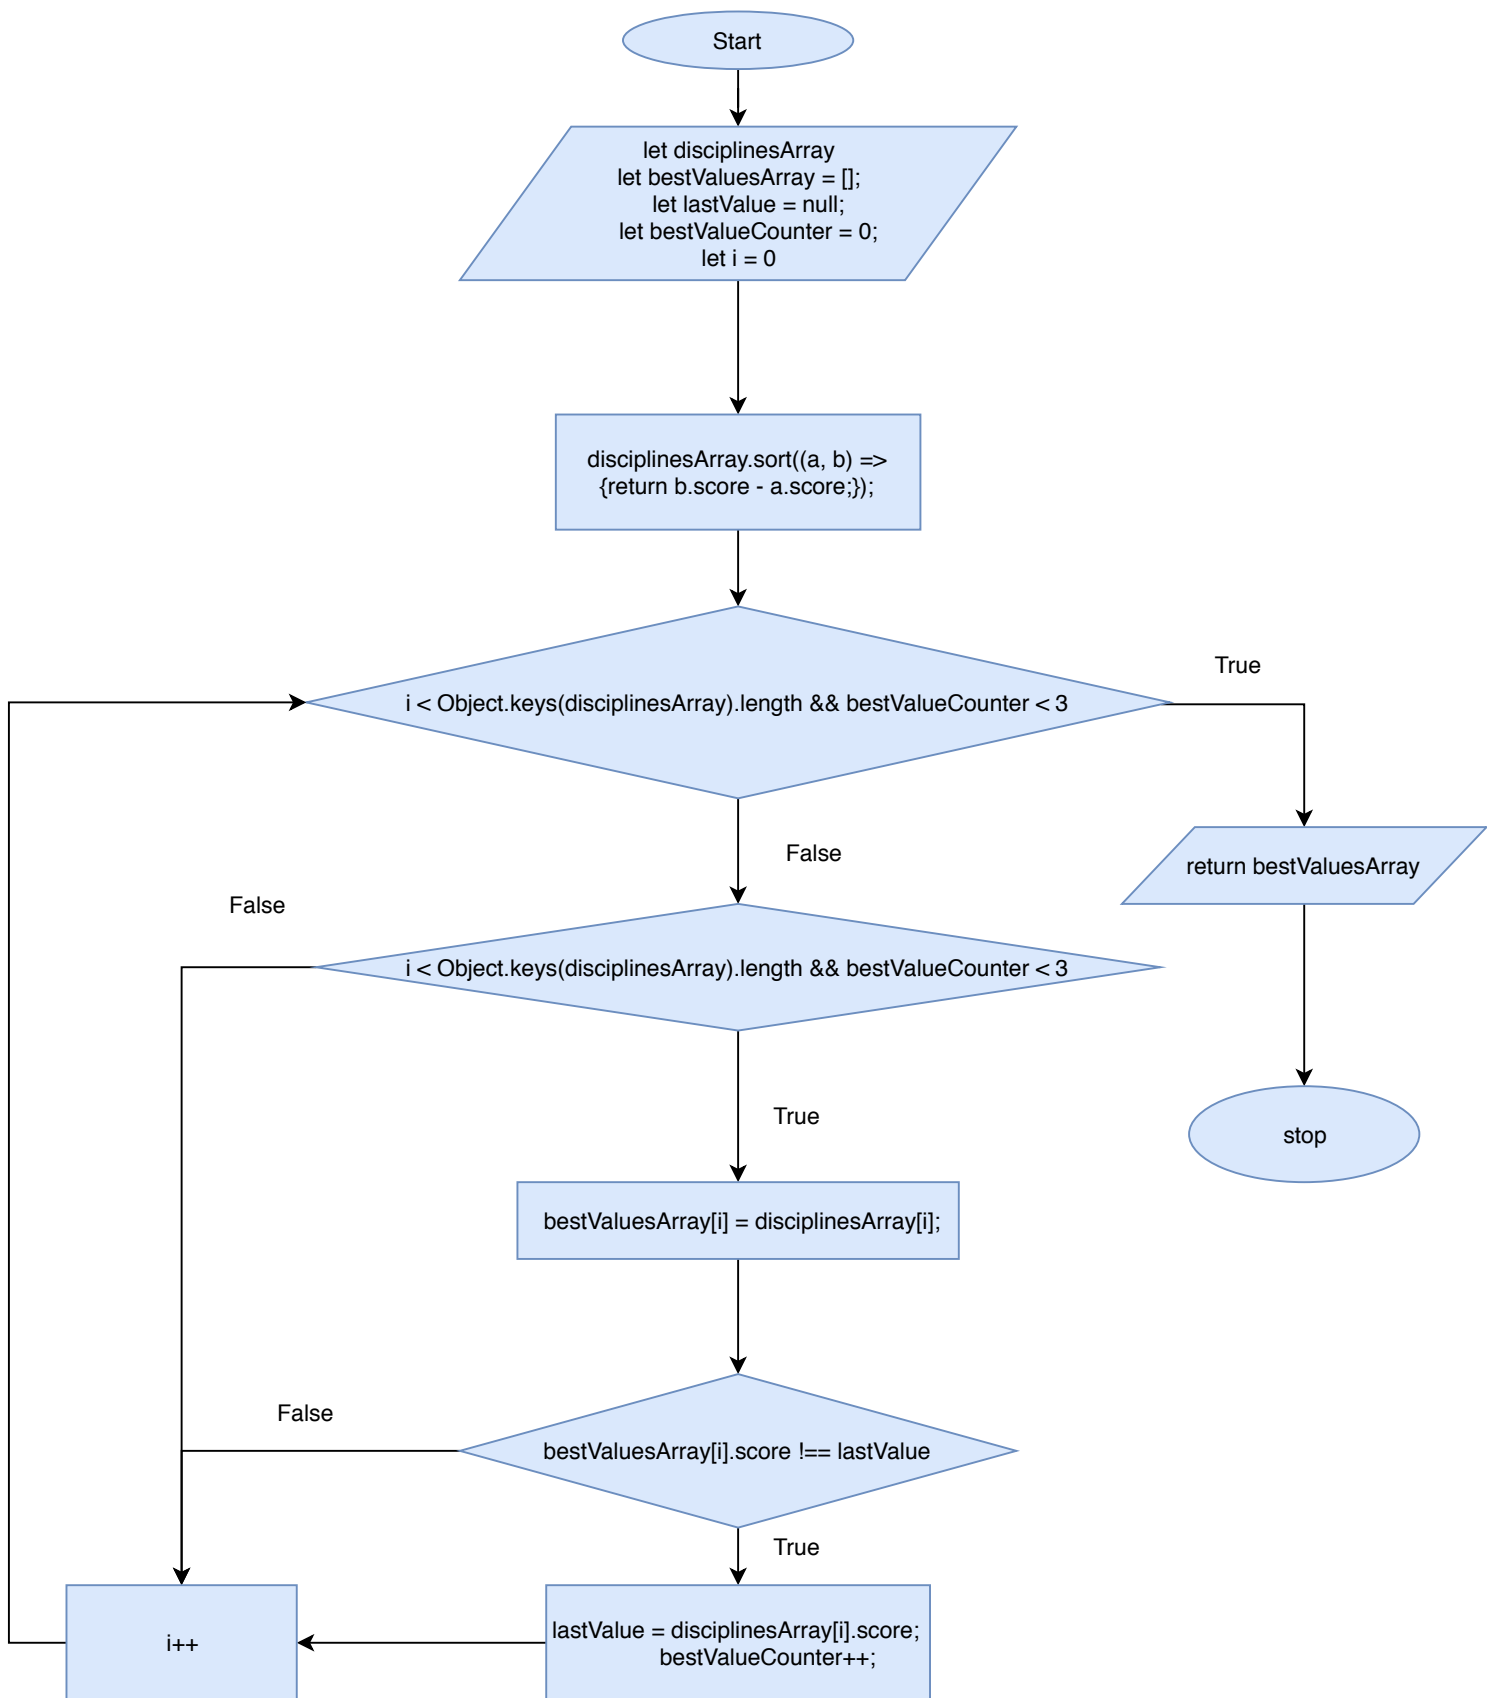 Start
let disciplinesArray
let bestValuesArray = [];
let lastValue = null;
let bestValueCounter = 0;
let i = 0
disciplinesArray.sort((a, b) =>
{return b.score - a.score;});
True
i < Object.keys(disciplinesArray).length && bestValueCounter < 3
False
return bestValuesArray
False
i < Object.keys(disciplinesArray).length && bestValueCounter < 3
True
stop
bestValuesArray[i] = disciplinesArray[i];
False
bestValuesArray[i].score !== lastValue
True
i++
lastValue = disciplinesArray[i].score;
bestValueCounter++;